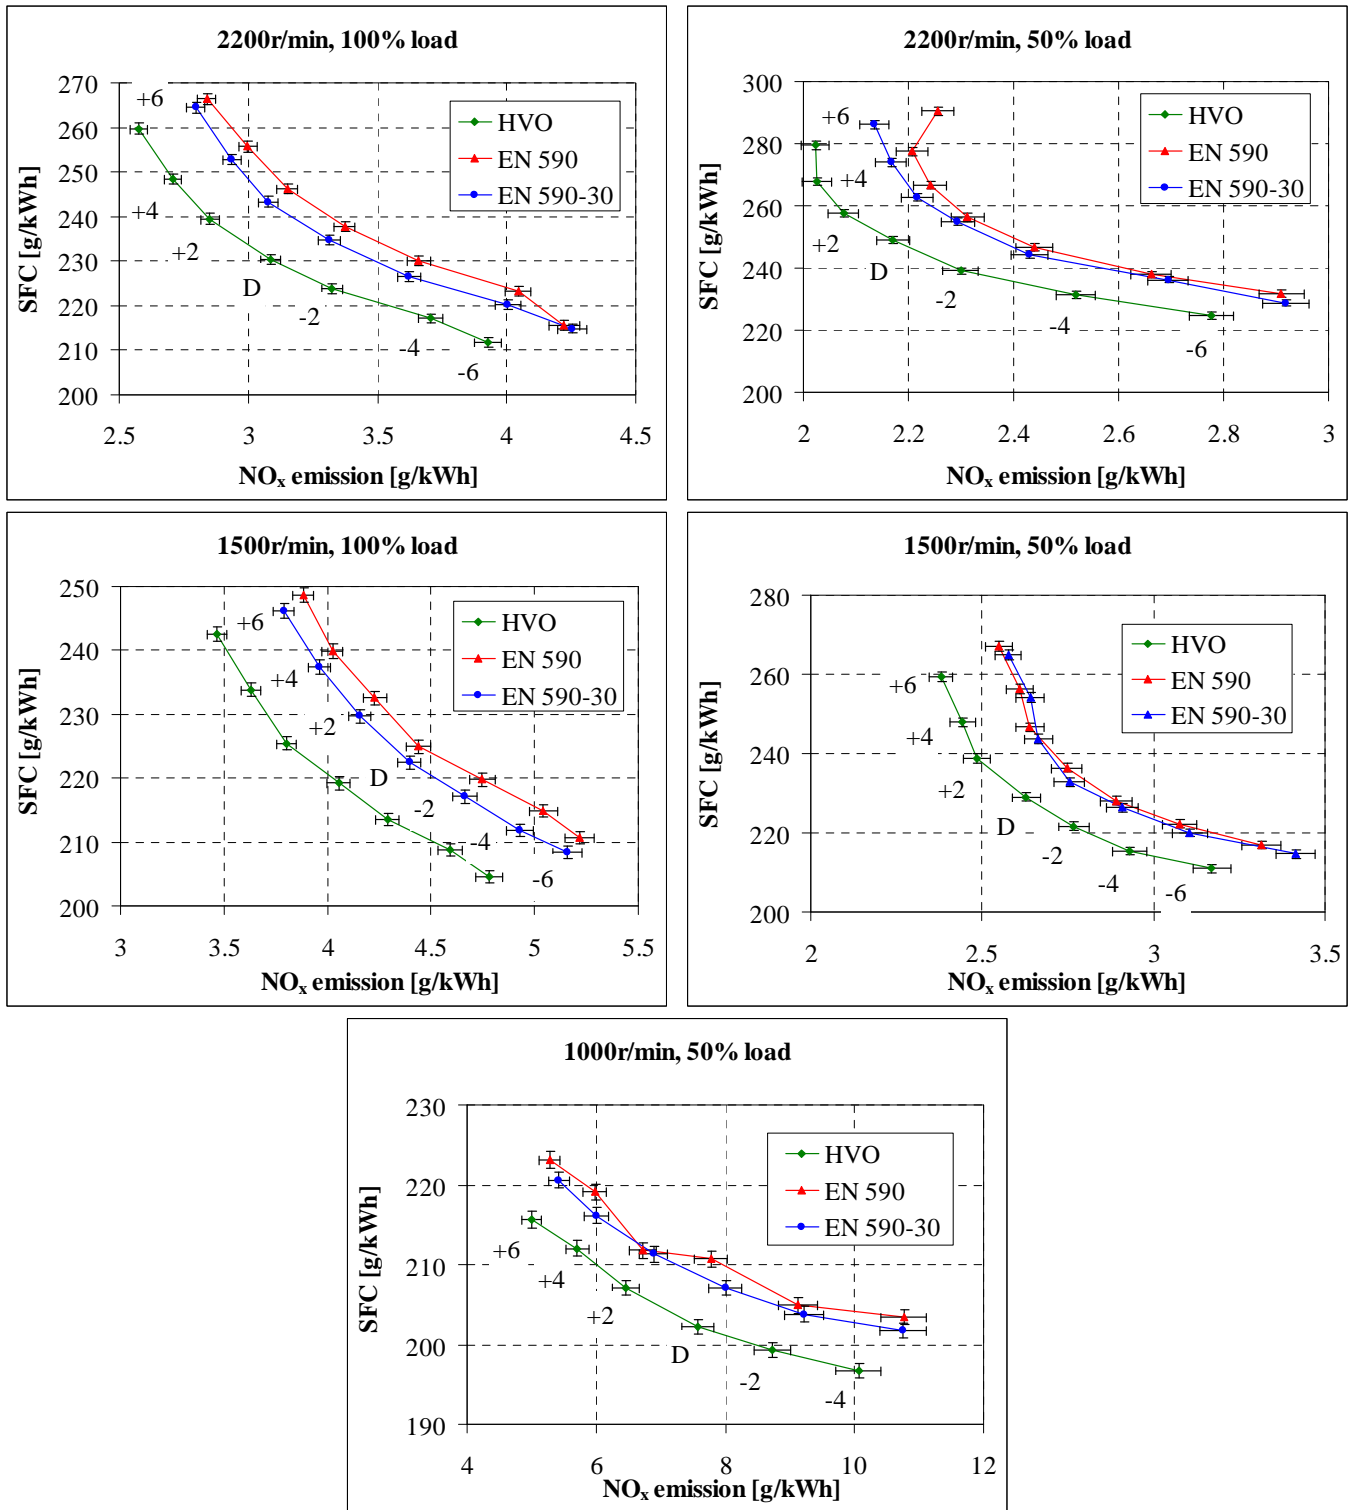 2200r/min, 100% load
SFC [g/kWh]
270
260
250
240
230
220
210
200
+6
+4
+2
D
-2
-4
-6
HVO
EN 590
EN 590-30
2.5 3 3.5 4 4.5
NOx emission [g/kWh]
2200r/min, 50% load
SFC [g/kWh]
300
280
260
240
220
200
+6
+4
+2
D
-2
-4
-6
HVO
EN 590
EN 590-30
2 2.2 2.4 2.6 2.8 3
NOx emission [g/kWh]
1500r/min, 100% load
SFC [g/kWh]
250
240
230
220
210
200
+6
+4
+2
D
-2
-4
-6
HVO
EN 590
EN 590-30
3 3.5 4 4.5 5 5.5
NOx emission [g/kWh]
1500r/min, 50% load
SFC [g/kWh]
280
260
240
220
200
+6
+4
+2
D
-2
-4
-6
HVO
EN 590
EN 590-30
2 2.5 3 3.5
NOx emission [g/kWh]
1000r/min, 50% load
SFC [g/kWh]
230
220
210
200
190
+6
+4
+2
D
-2
-4
HVO
EN 590
EN 590-30
4 6 8 10 12
NOx emission [g/kWh]